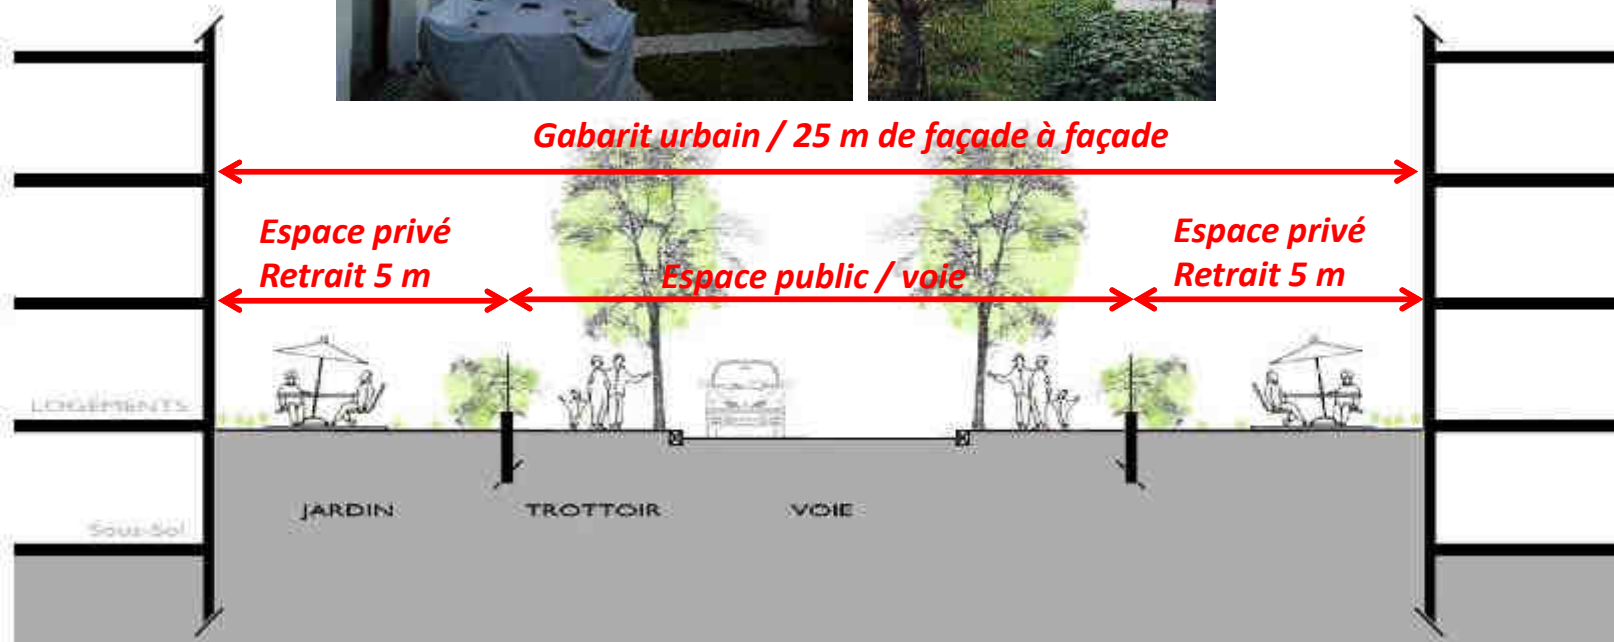 Gabarit urbain / 25 m de façade à façade
Espace privé
Retrait 5 m
Espace public / voie
Espace privé
Retrait 5 m
LOGEMENTS
JARDIN
TROTTOIR
VOIE
Sous-Sol